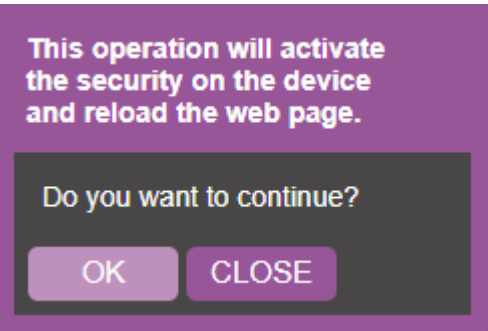 This operation will activate
the security on the device
and reload the web page.
Do you want to continue?
OK CLOSE